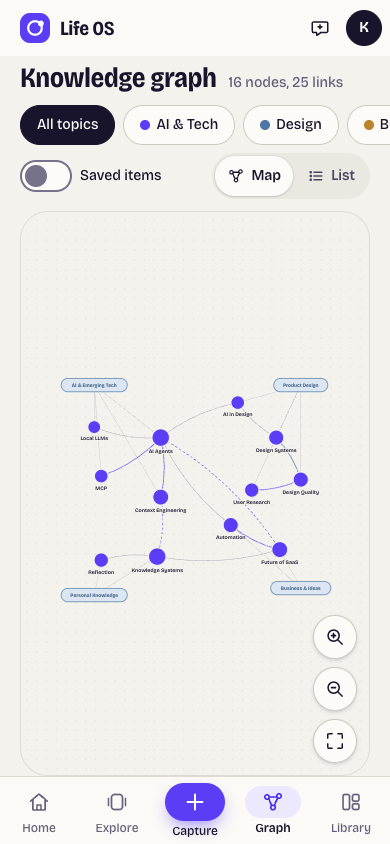 Life OS
K
Knowledge graph 16 nodes, 25 links
All topics
AI & Tech
Design
B
Saved items
Map
List
AI & Emerging Tech
Product Design
AI in Design
Local LLMs
AI Agents
Design Systems
MCP
User Research
Design Quality
Context Engineering
Automation
Future of SaaS
Reflection
Knowledge Systems
Personal Knowledge
Business & Ideas
Home
Explore
Capture
Graph
Library